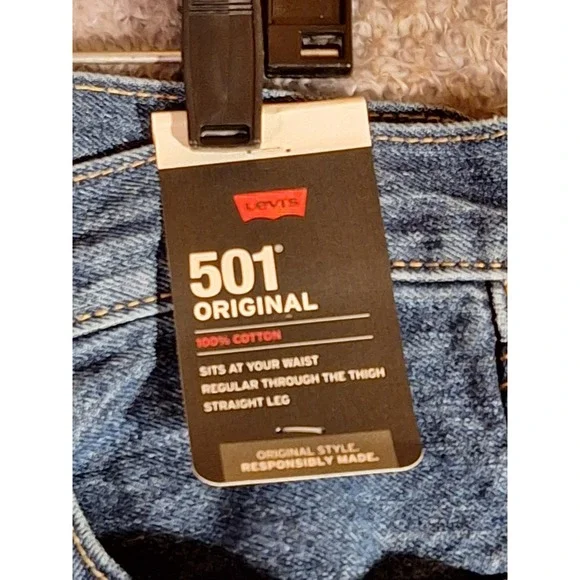 Levi's
501®
ORIGINAL
100% COTTON
SITS AT YOUR WAIST
REGULAR THROUGH THE THIGH
STRAIGHT LEG
ORIGINAL STYLE.
RESPONSIBLY MADE.